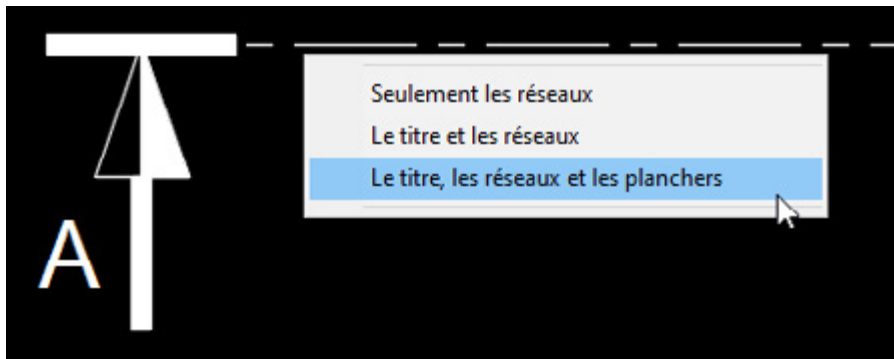 Seulement les réseaux
Le titre et les réseaux
Le titre, les réseaux et les planchers
A